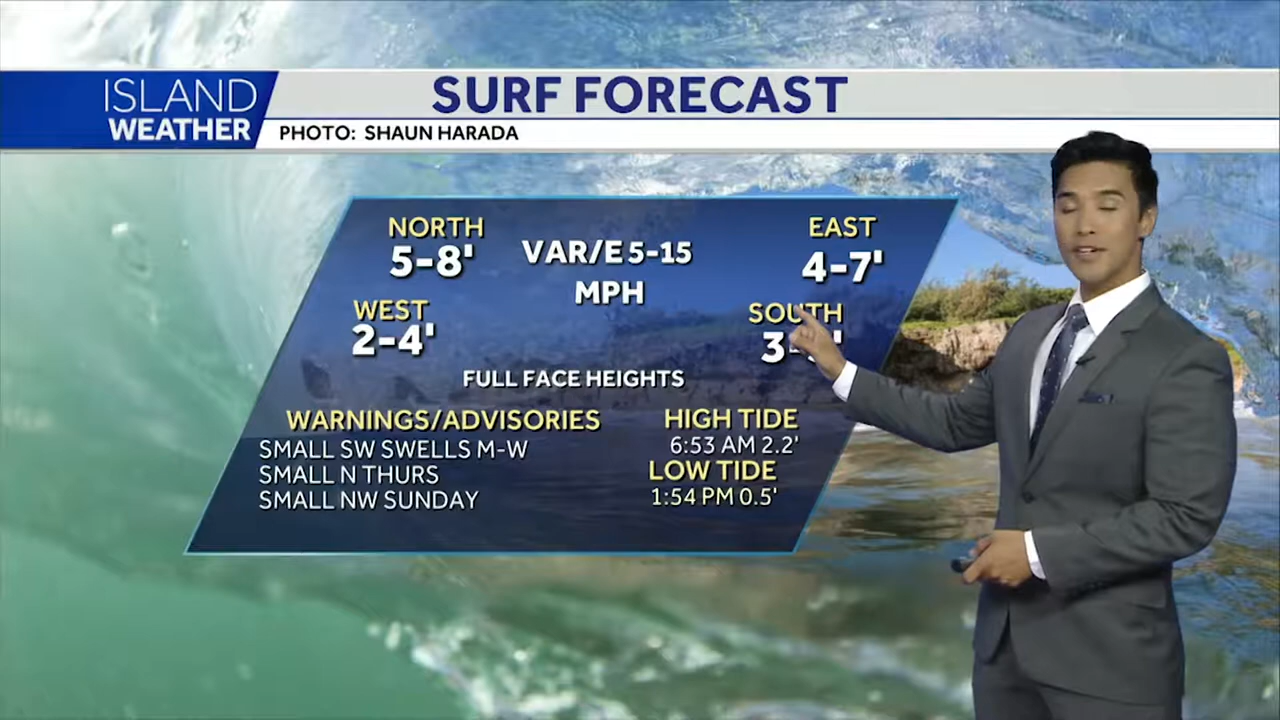 ISLAND
WEATHER
SURF FORECAST
PHOTO: SHAUN HARADA
NORTH
5-8'
VAR/E 5-15
MPH
EAST
4-7'
WEST
2-4'
SOUTH
FULL FACE HEIGHTS
WARNINGS/ADVISORIES
SMALL SW SWELLS M-W
SMALL N THURS
SMALL NW SUNDAY
HIGH TIDE
6:53 AM 2.2'
LOW TIDE
1:54 PM 0.5'